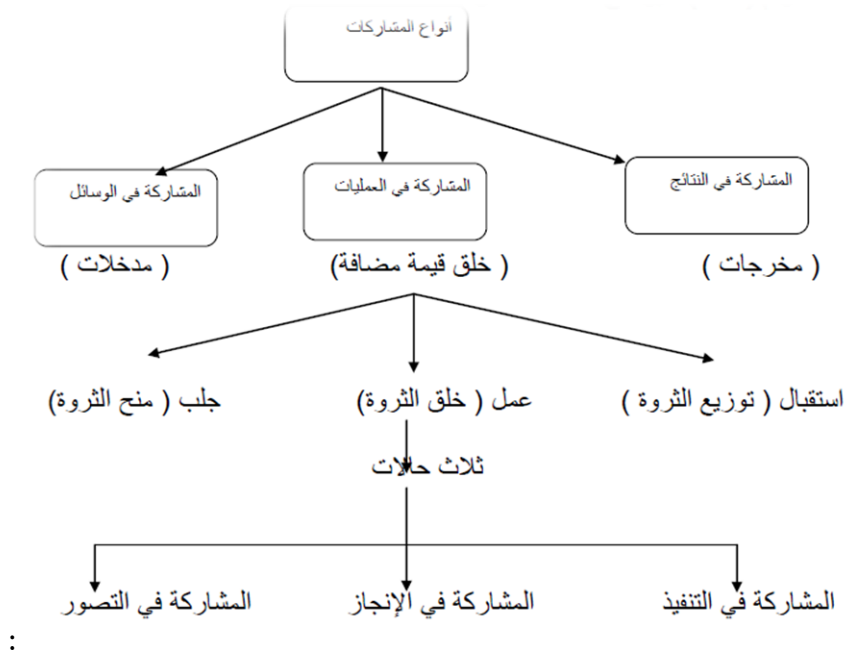 أنواع المشاركات
المشاركة في النتائج
المشاركة في العمليات
المشاركة في الوسائل
( مخرجات )
( خلق قيمة مضافة)
( مدخلات )
استقبال ( توزيع الثروة )
عمل ( خلق الثروة)
جلب ( منح الثروة)
ثلاث حالات
المشاركة في التنفيذ
المشاركة في الإنجاز
المشاركة في التصور
: